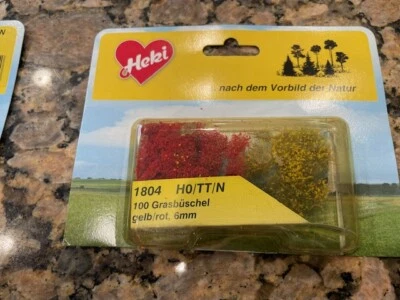 Heki
nach dem Vorbild der Natur
1804 H0/TT/N
100 Grasbüschel
gelb/rot, 6mm